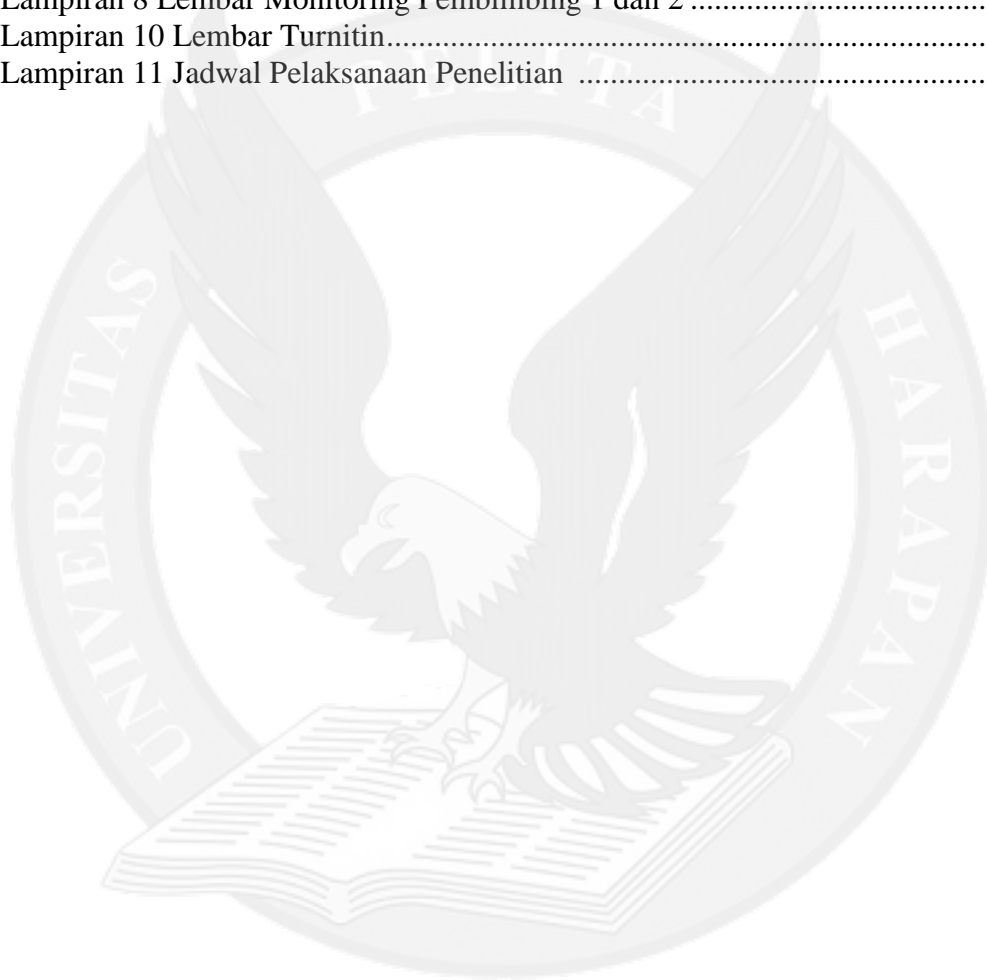 Lampiran 8 Lembar Monitoring Pembimbing 1 dan 2 ......................................
Lampiran 10 Lembar Turnitin...........................................................................
Lampiran 11 Jadwal Pelaksanaan Penelitian ....................................................
UNIVERSITAS PELITA HARAPAN